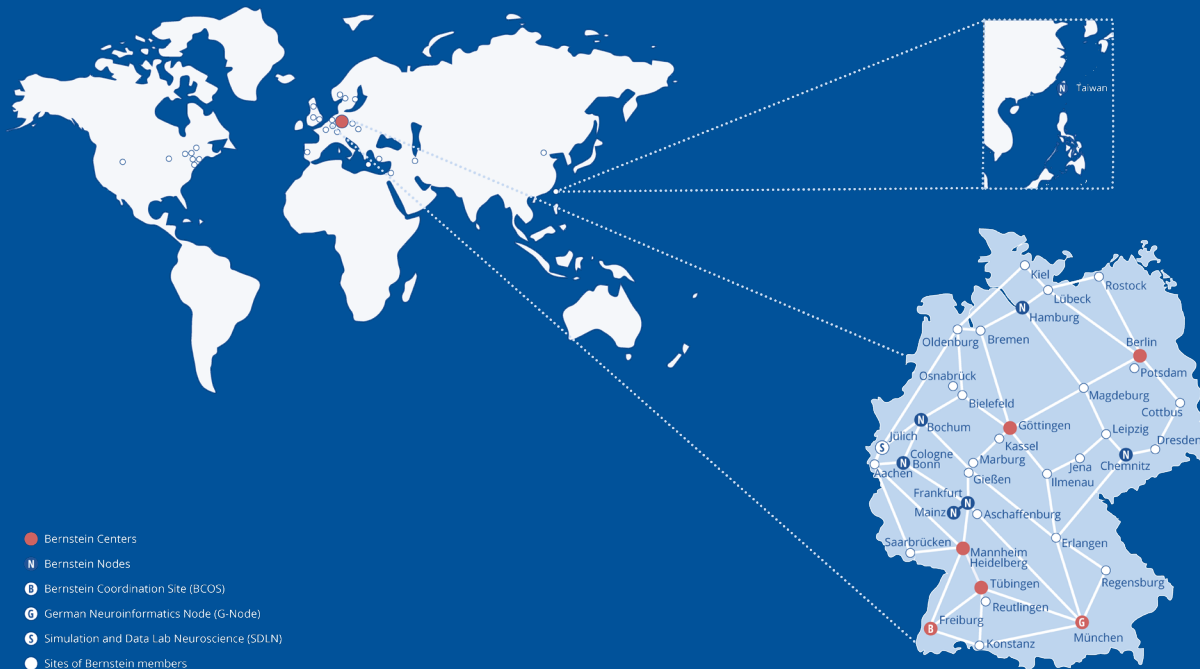 N Taiwan
Kiel
Rostock
Lübeck
N
Hamburg
Oldenburg
Bremen
Berlin
Potsdam
Osnabrück
Magdeburg
Bielefeld
Cottbus
N
Bochum
Göttingen
Leipzig
Jülich
S
Kassel
Dresden
Cologne
N Bonn
Marburg
Jena
N
Chemnitz
Aachen
Gießen
Ilmenau
Frankfurt
N
Mainz N
Aschaffenburg
Saarbrücken
Erlangen
Mannheim
Heidelberg
Regensburg
Tübingen
Reutlingen
Freiburg
B
G
München
Konstanz
Bernstein Centers
N Bernstein Nodes
B Bernstein Coordination Site (BCOS)
G German Neuroinformatics Node (G-Node)
S Simulation and Data Lab Neuroscience (SDLN)
Sites of Bernstein members